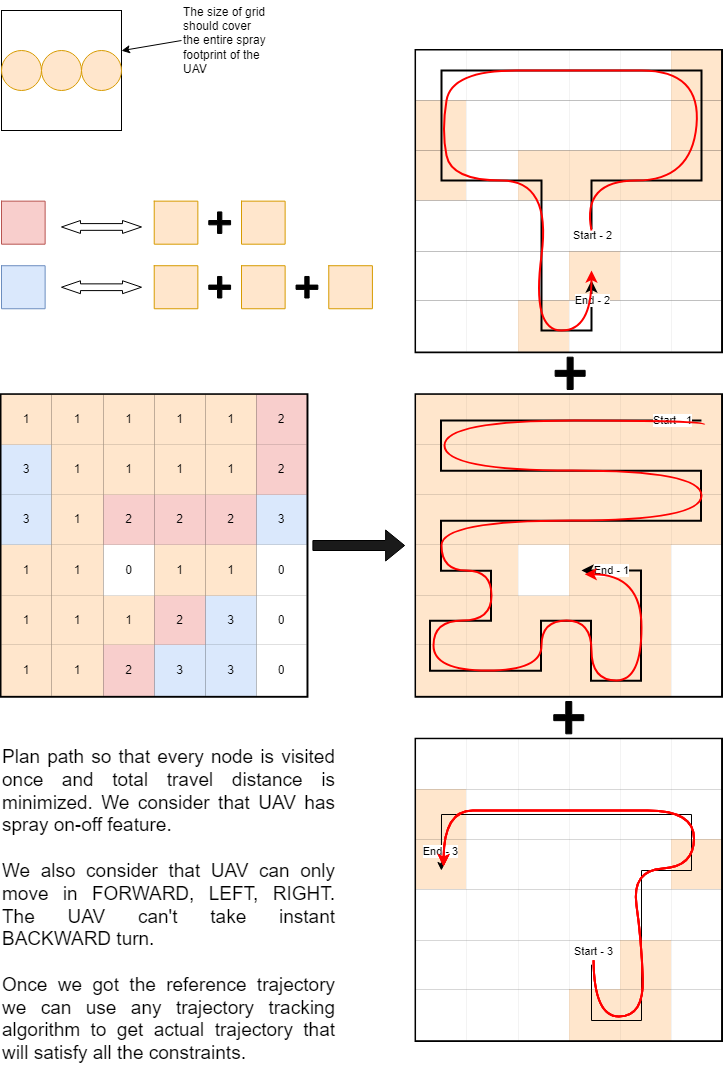 The size of grid
should cover
the entire spray
footprint of the
UAV
Start - 2
End - 2
1 1 1 1 1 2
3 1 1 1 1 2
3 1 2 2 2 3
1 1 0 1 1 0
1 1 1 2 3 0
1 1 2 3 3 0
Start - 1
End - 1
Plan path so that every node is visited
once and total travel distance is
minimized. We consider that UAV has
spray on-off feature.
We also consider that UAV can only
move in FORWARD, LEFT, RIGHT.
The UAV can't take instant
BACKWARD turn.
Once we got the reference trajectory
we can use any trajectory tracking
algorithm to get actual trajectory that
will satisfy all the constraints.
End - 3
Start - 3